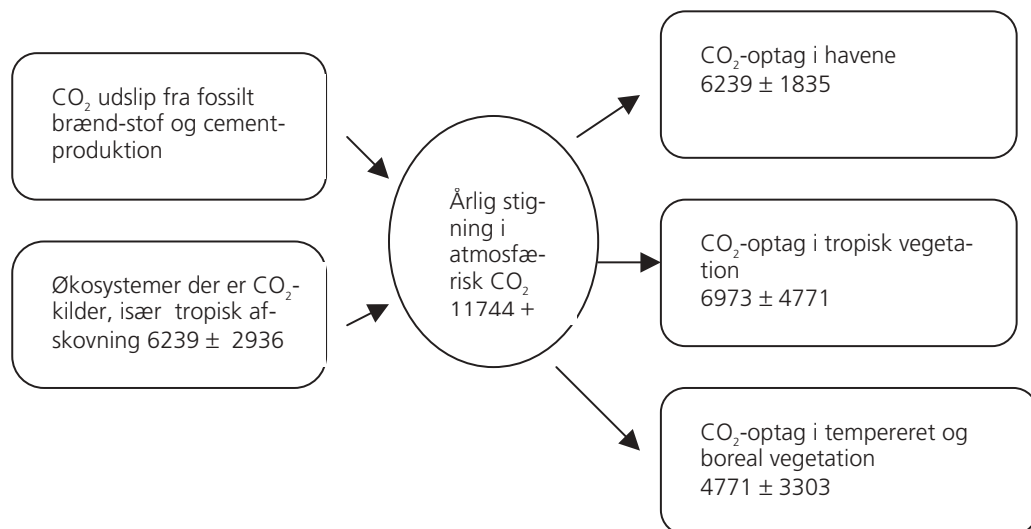 CO₂ udslip fra fossilt
brænd-stof og cement-
produktion
Økosystemer der er CO₂-
kilder, især tropisk af-
skovning 6239 ± 2936
Årlig stig-
ning i
atmosfæ-
risk CO₂
11744 +
CO₂-optag i havene
6239 ± 1835
CO₂-optag i tropisk vegeta-
tion
6973 ± 4771
CO₂-optag i tempereret og
boreal vegetation
4771 ± 3303